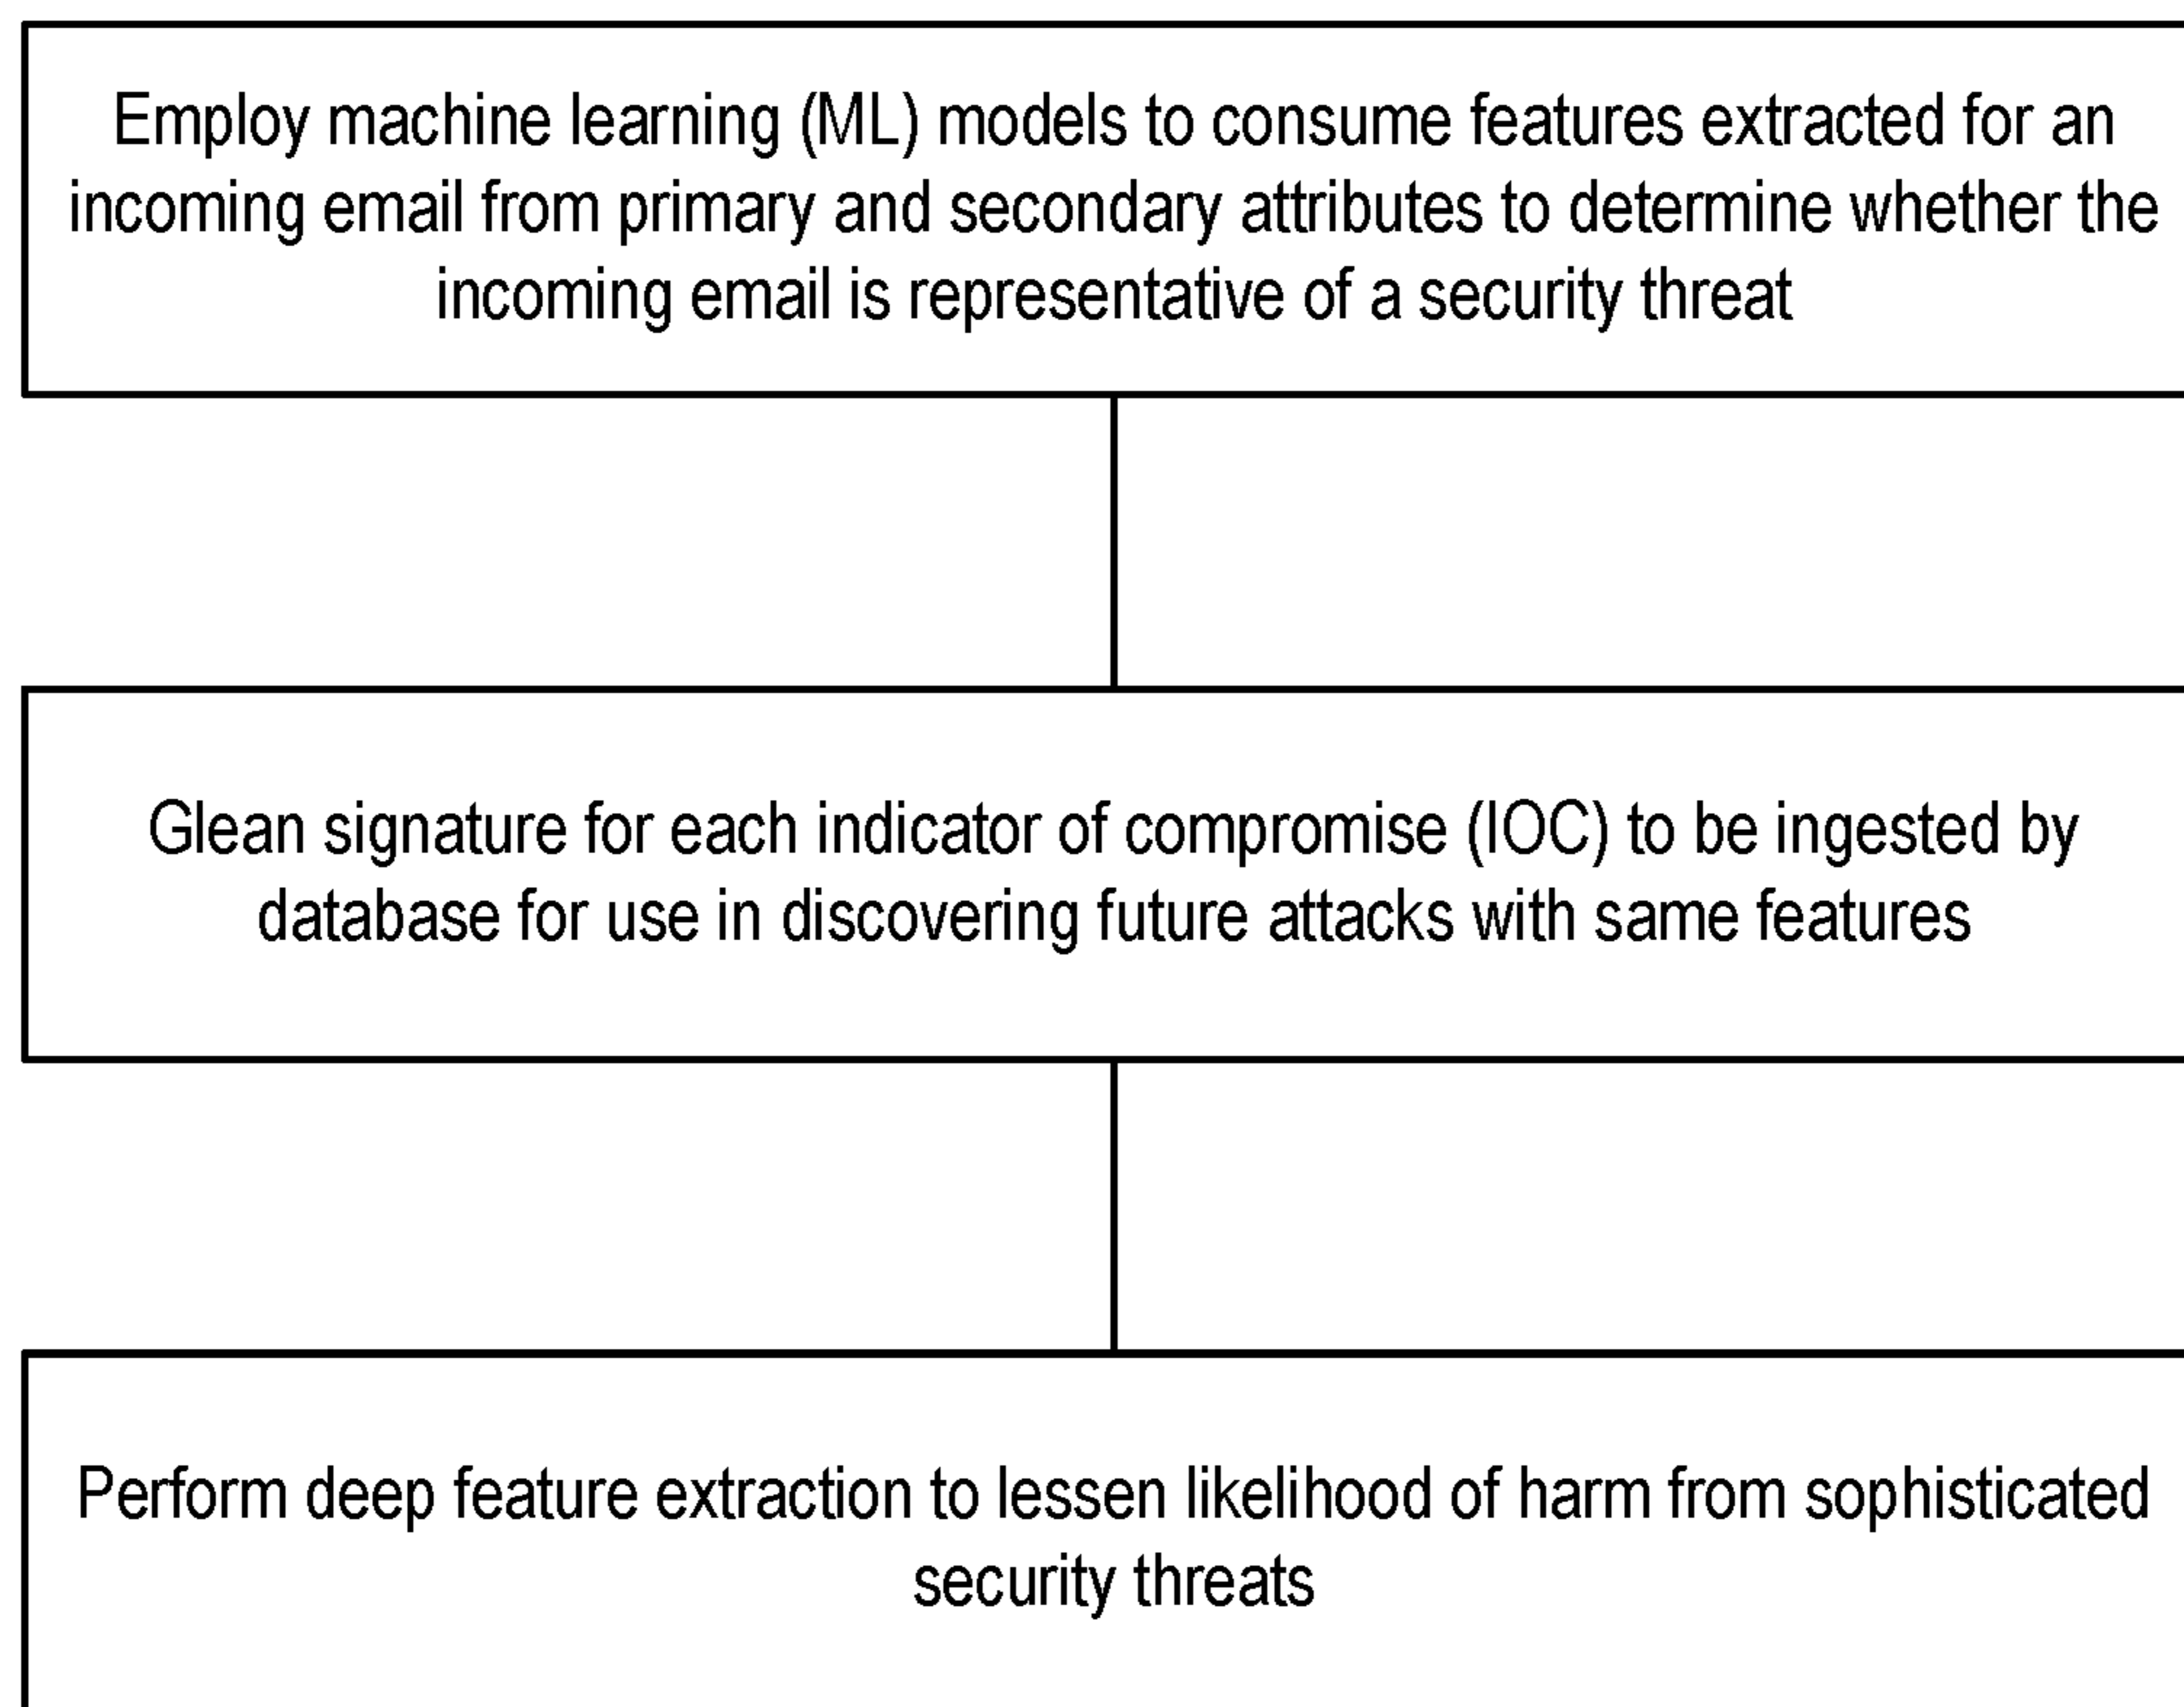 Employ machine learning (ML) models to consume features extracted for an
incoming email from primary and secondary attributes to determine whether the
incoming email is representative of a security threat
Glean signature for each indicator of compromise (IOC) to be ingested by
database for use in discovering future attacks with same features
Perform deep feature extraction to lessen likelihood of harm from sophisticated
security threats